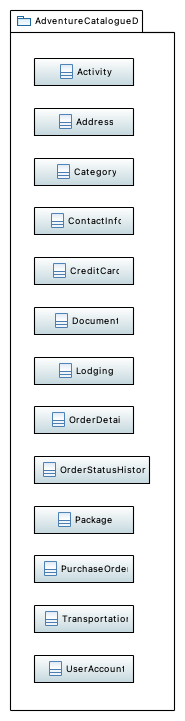 AdventureCatalogueD
Activity
Address
Category
ContactInfo
CreditCard
Document
Lodging
OrderDetai
OrderStatusHistor
Package
PurchaseOrder
Transportation
UserAccount